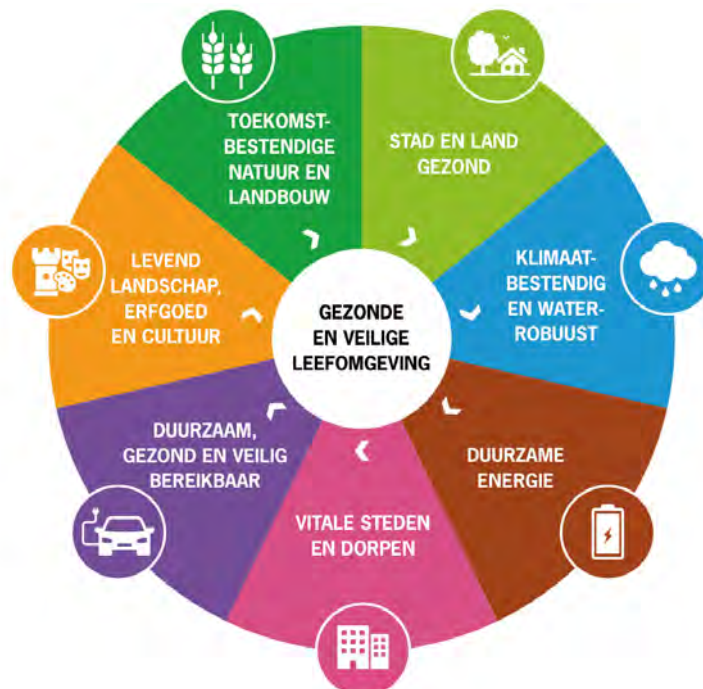 TOEKOMST-
BESTENDIGE
NATUUR EN
LANDBOUW
STAD EN LAND
GEZOND
KLIMAAT-
BESTENDIG
EN WATER-
ROBUUST
DUURZAME
ENERGIE
VITALE STEDEN
EN DORPEN
DUURZAAM,
GEZOND EN VEILIG
BEREIKBAAR
LEVEND
LANDSCHAP,
ERFGOED
EN CULTUUR
GEZONDE
EN VEILIGE
LEEFOMGEVING